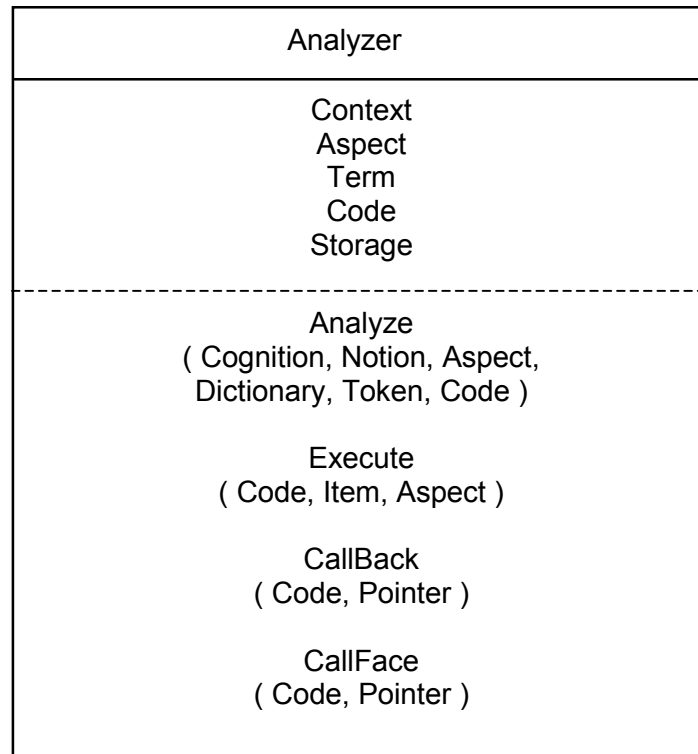 Analyzer
Context
Aspect
Term
Code
Storage
Analyze
( Cognition, Notion, Aspect,
Dictionary, Token, Code )
Execute
( Code, Item, Aspect )
CallBack
( Code, Pointer )
CallFace
( Code, Pointer )